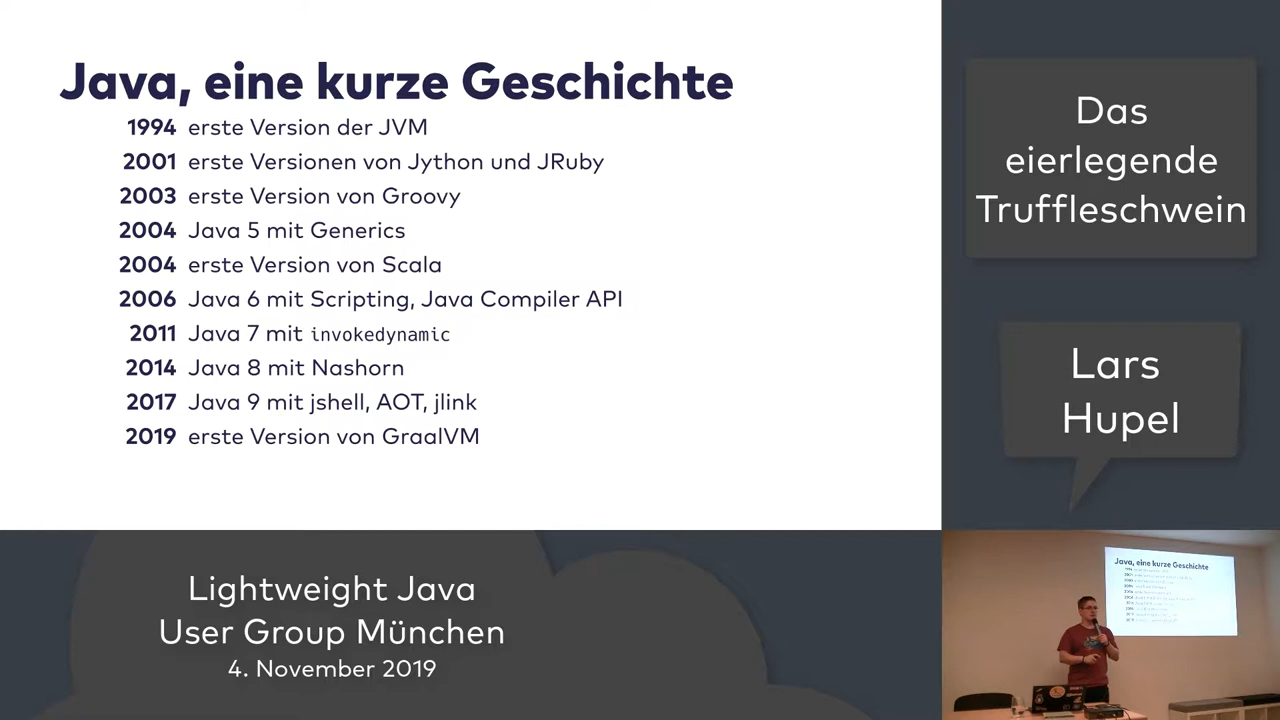 Java, eine kurze Geschichte
1994 erste Version der JVM
2001 erste Versionen von Jython und JRuby
2003 erste Version von Groovy
2004 Java 5 mit Generics
2004 erste Version von Scala
2006 Java 6 mit Scripting, Java Compiler API
2011 Java 7 mit invokedynamic
2014 Java 8 mit Nashorn
2017 Java 9 mit jshell, AOT, jlink
2019 erste Version von GraalVM
Das
eierlegende
Truffleschwein
Lars
Hupel
Lightweight Java
User Group München
4. November 2019
Java, eine kurze Geschichte